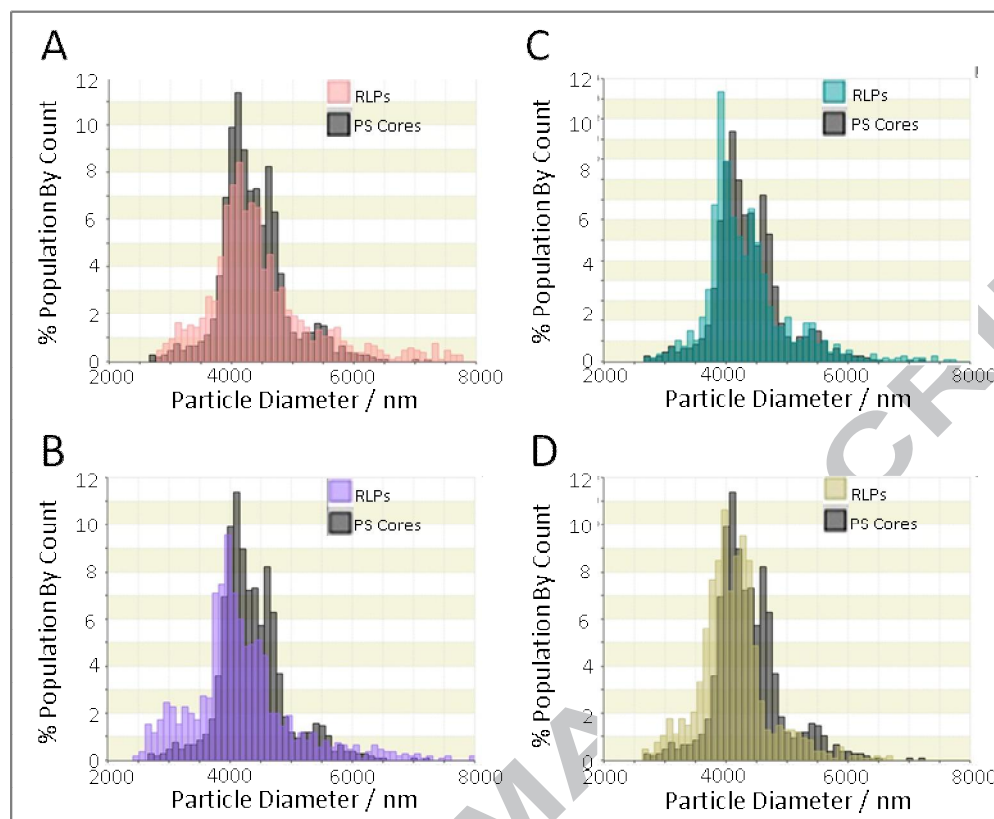 A
% Population By Count
12
10
8
6
4
2
0
2000 4000 6000 8000
Particle Diameter / nm
RLPs
PS Cores
C
% Population By Count
12
10
8
6
4
2
0
2000 4000 6000 8000
Particle Diameter / nm
RLPs
PS Cores
B
% Population By Count
12
10
8
6
4
2
0
2000 4000 6000 8000
Particle Diameter / nm
RLPs
PS Cores
D
% Population By Count
12
10
8
6
4
2
0
2000 4000 6000 8000
Particle Diameter / nm
RLPs
PS Cores